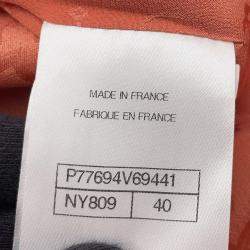 MADE IN FRANCE
FABRIQUE EN FRANCE
P77694V69441
NY809 40